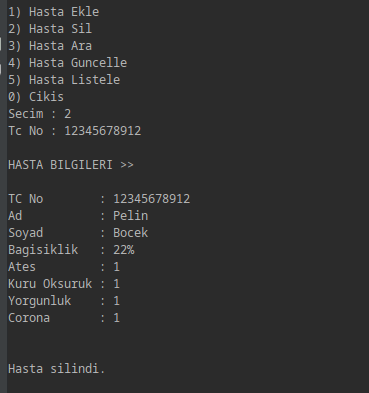 1) Hasta Ekle
2) Hasta Sil
3) Hasta Ara
4) Hasta Guncelle
5) Hasta Listele
0) Cikis
Secim : 2
Tc No : 12345678912
HASTA BILGILERI >>
TC No : 12345678912
Ad : Pelin
Soyad : Bocek
Bagisiklik : 22%
Ates : 1
Kuru Oksuruk : 1
Yorgunluk : 1
Corona : 1
Hasta silindi.